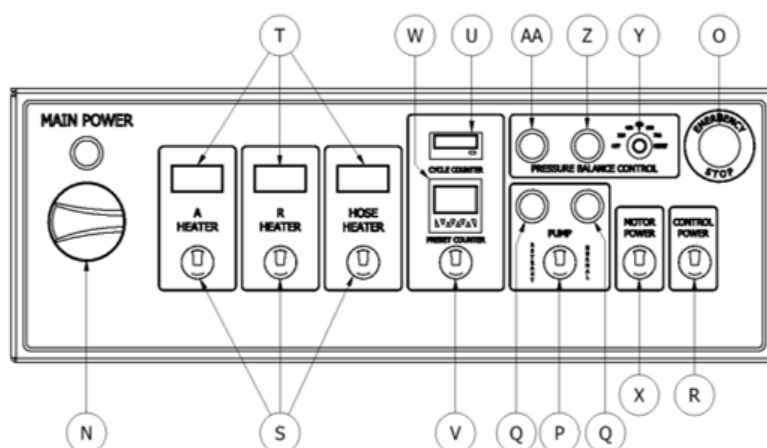 T
W
U
AA
Z
Y
O
MAIN POWER
EMERGENCY
STOP
CYCLE COUNTER
PRESSURE BALANCE CONTROL
A
HEATER
R
HEATER
HOSE
HEATER
PRESET COUNTER
PUMP
RETRACT
MOTOR
POWER
CONTROL
POWER
N
S
V
Q
P
Q
X
R